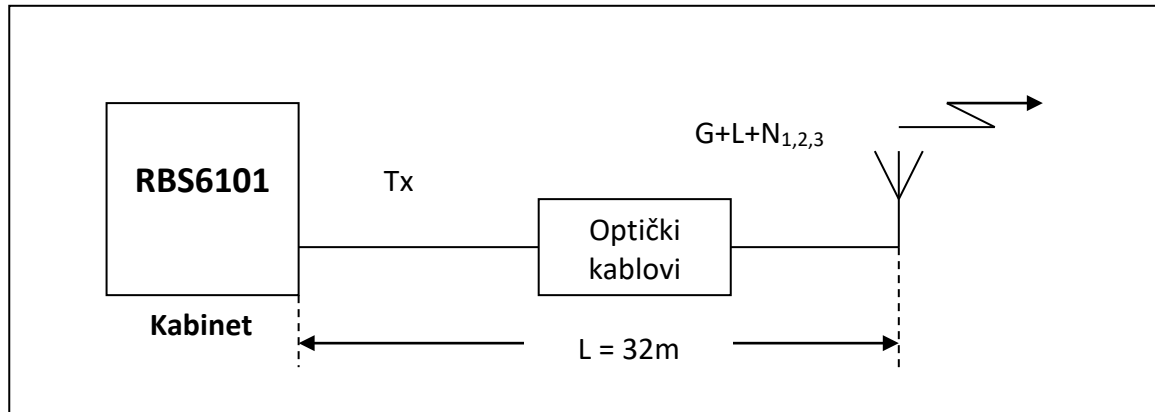 G+L+N1,2,3
RBS6101
Tx
Optički
kablovi
Kabinet
L = 32m